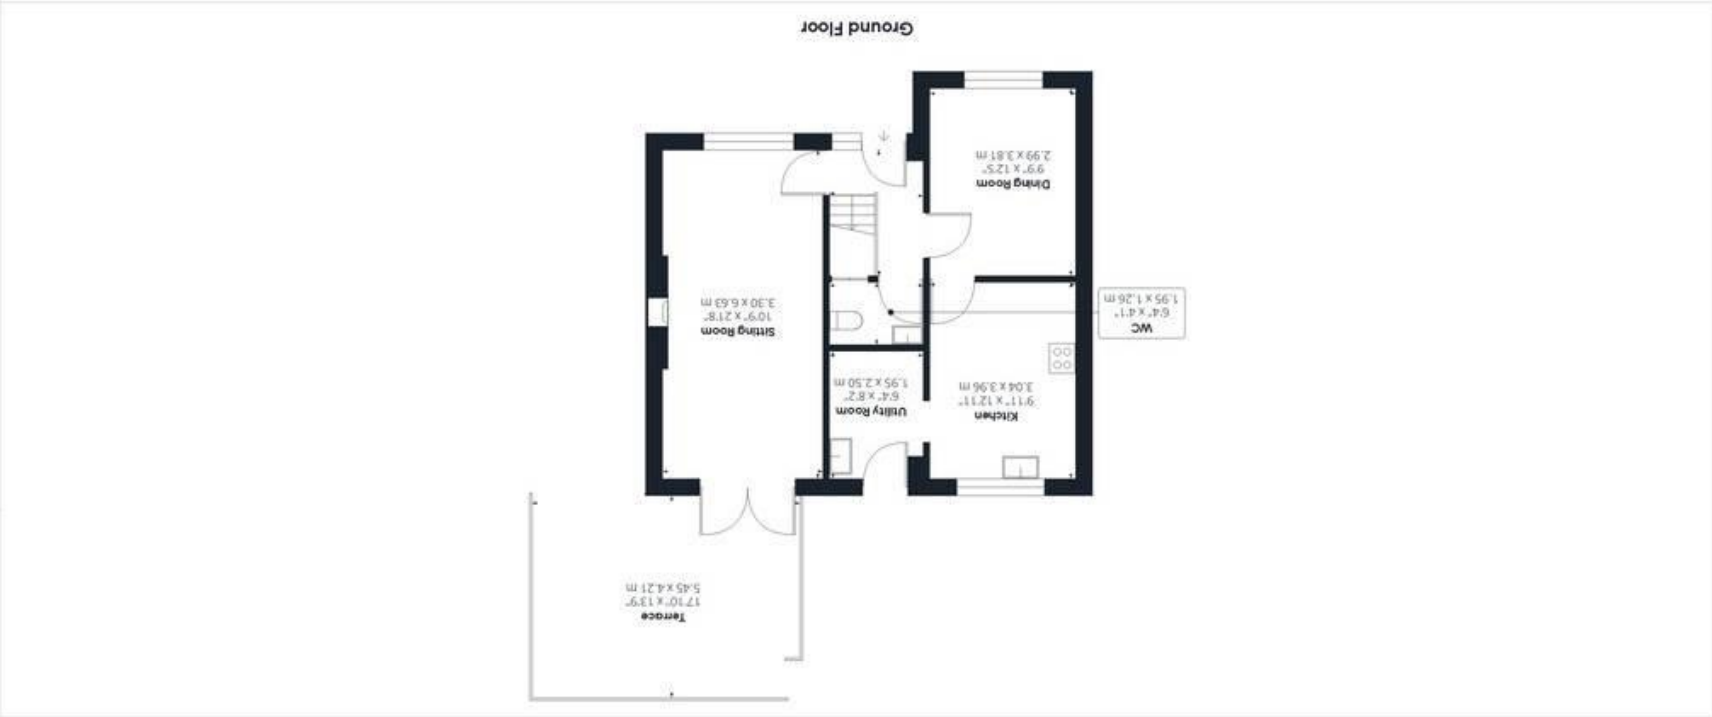 Terrace
17'10" x 13'9"
5.45 x 4.21 m
Kitchen
9'11" x 12'11"
3.04 x 3.96 m
Utility Room
6'4" x 8'2"
1.95 x 2.50 m
Sitting Room
10'9" x 21'8"
3.30 x 6.63 m
WC
6'4" x 4'1"
1.95 x 1.26 m
Dining Room
9'9" x 12'5"
2.99 x 3.81 m
Ground Floor